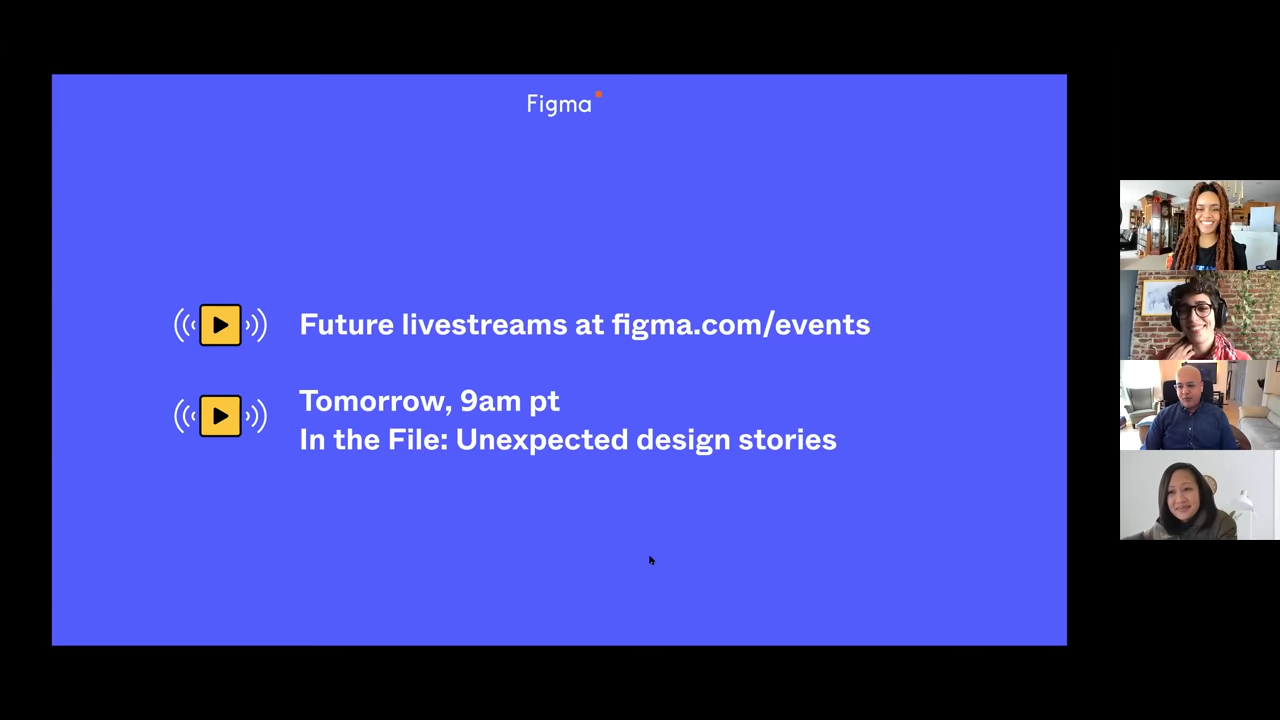 Figma
Future livestreams at figma.com/events
Tomorrow, 9am pt
In the File: Unexpected design stories